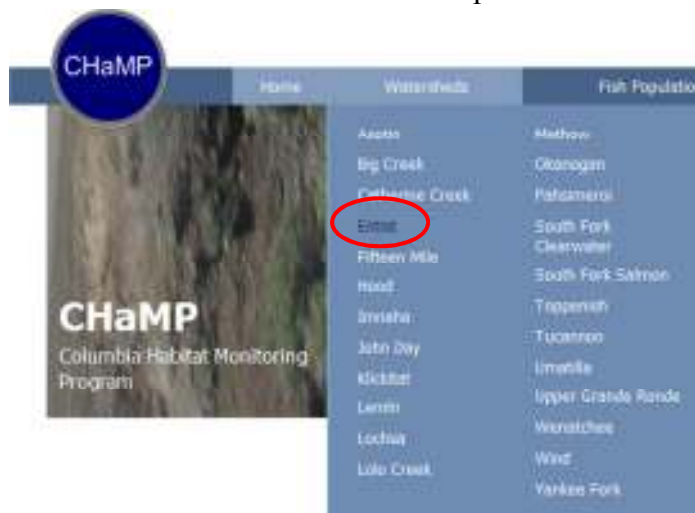 CHaMP
Home
Watersheds
Fish Populatio
Asotin
Big Creek
Catherine Creek
Entiat
Fifteen Mile
Hood
Imnaha
John Day
Klickitat
Lemhi
Lochsa
Lolo Creek
Methow
Okanogan
Pahsimeroi
South Fork
Clearwater
South Fork Salmon
Toppenish
Tucannon
Umatilla
Upper Grande Ronde
Wenatchee
Wind
Yankee Fork
CHaMP
Columbia Habitat Monitoring
Program